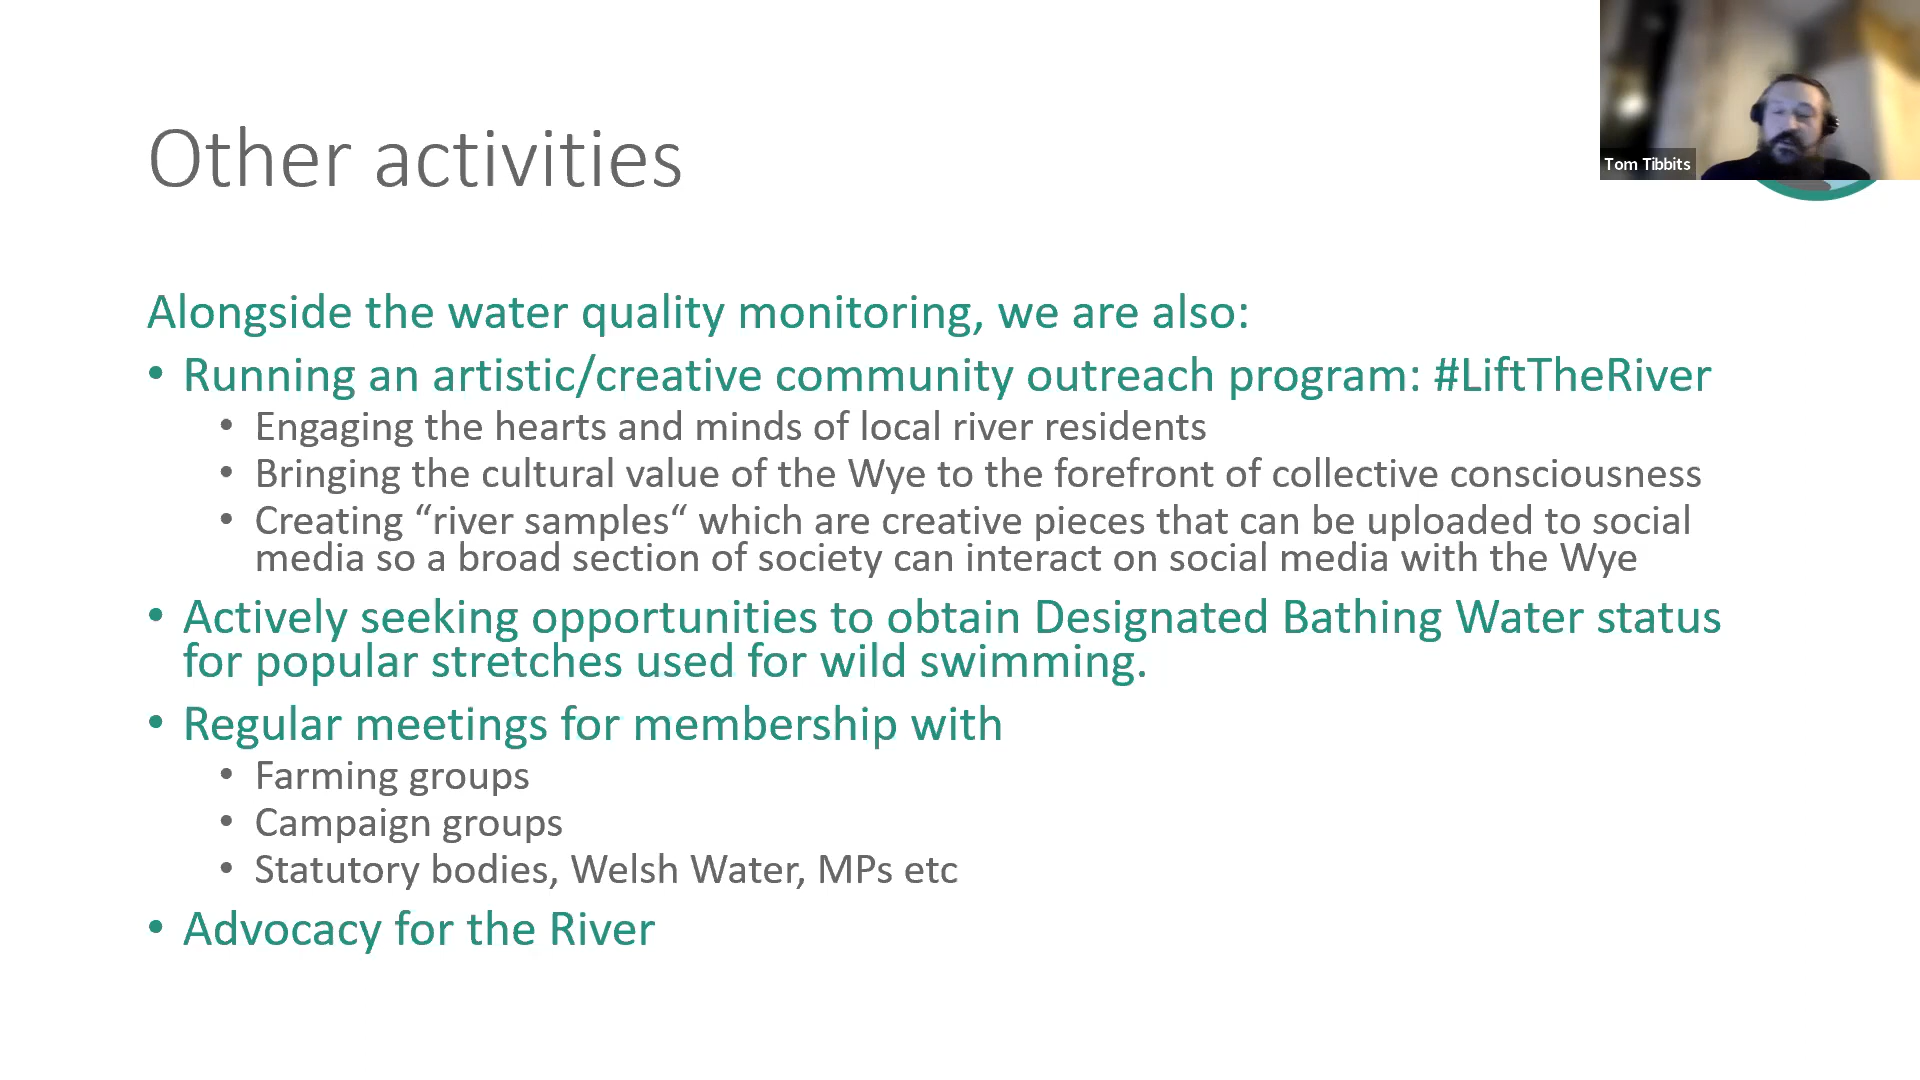 Other activities
Tom Tibbits
Alongside the water quality monitoring, we are also:
• Running an artistic/creative community outreach program: #LiftTheRiver
• Engaging the hearts and minds of local river residents
• Bringing the cultural value of the Wye to the forefront of collective consciousness
• Creating “river samples“ which are creative pieces that can be uploaded to social
media so a broad section of society can interact on social media with the Wye
• Actively seeking opportunities to obtain Designated Bathing Water status
for popular stretches used for wild swimming.
• Regular meetings for membership with
• Farming groups
• Campaign groups
• Statutory bodies, Welsh Water, MPs etc
• Advocacy for the River